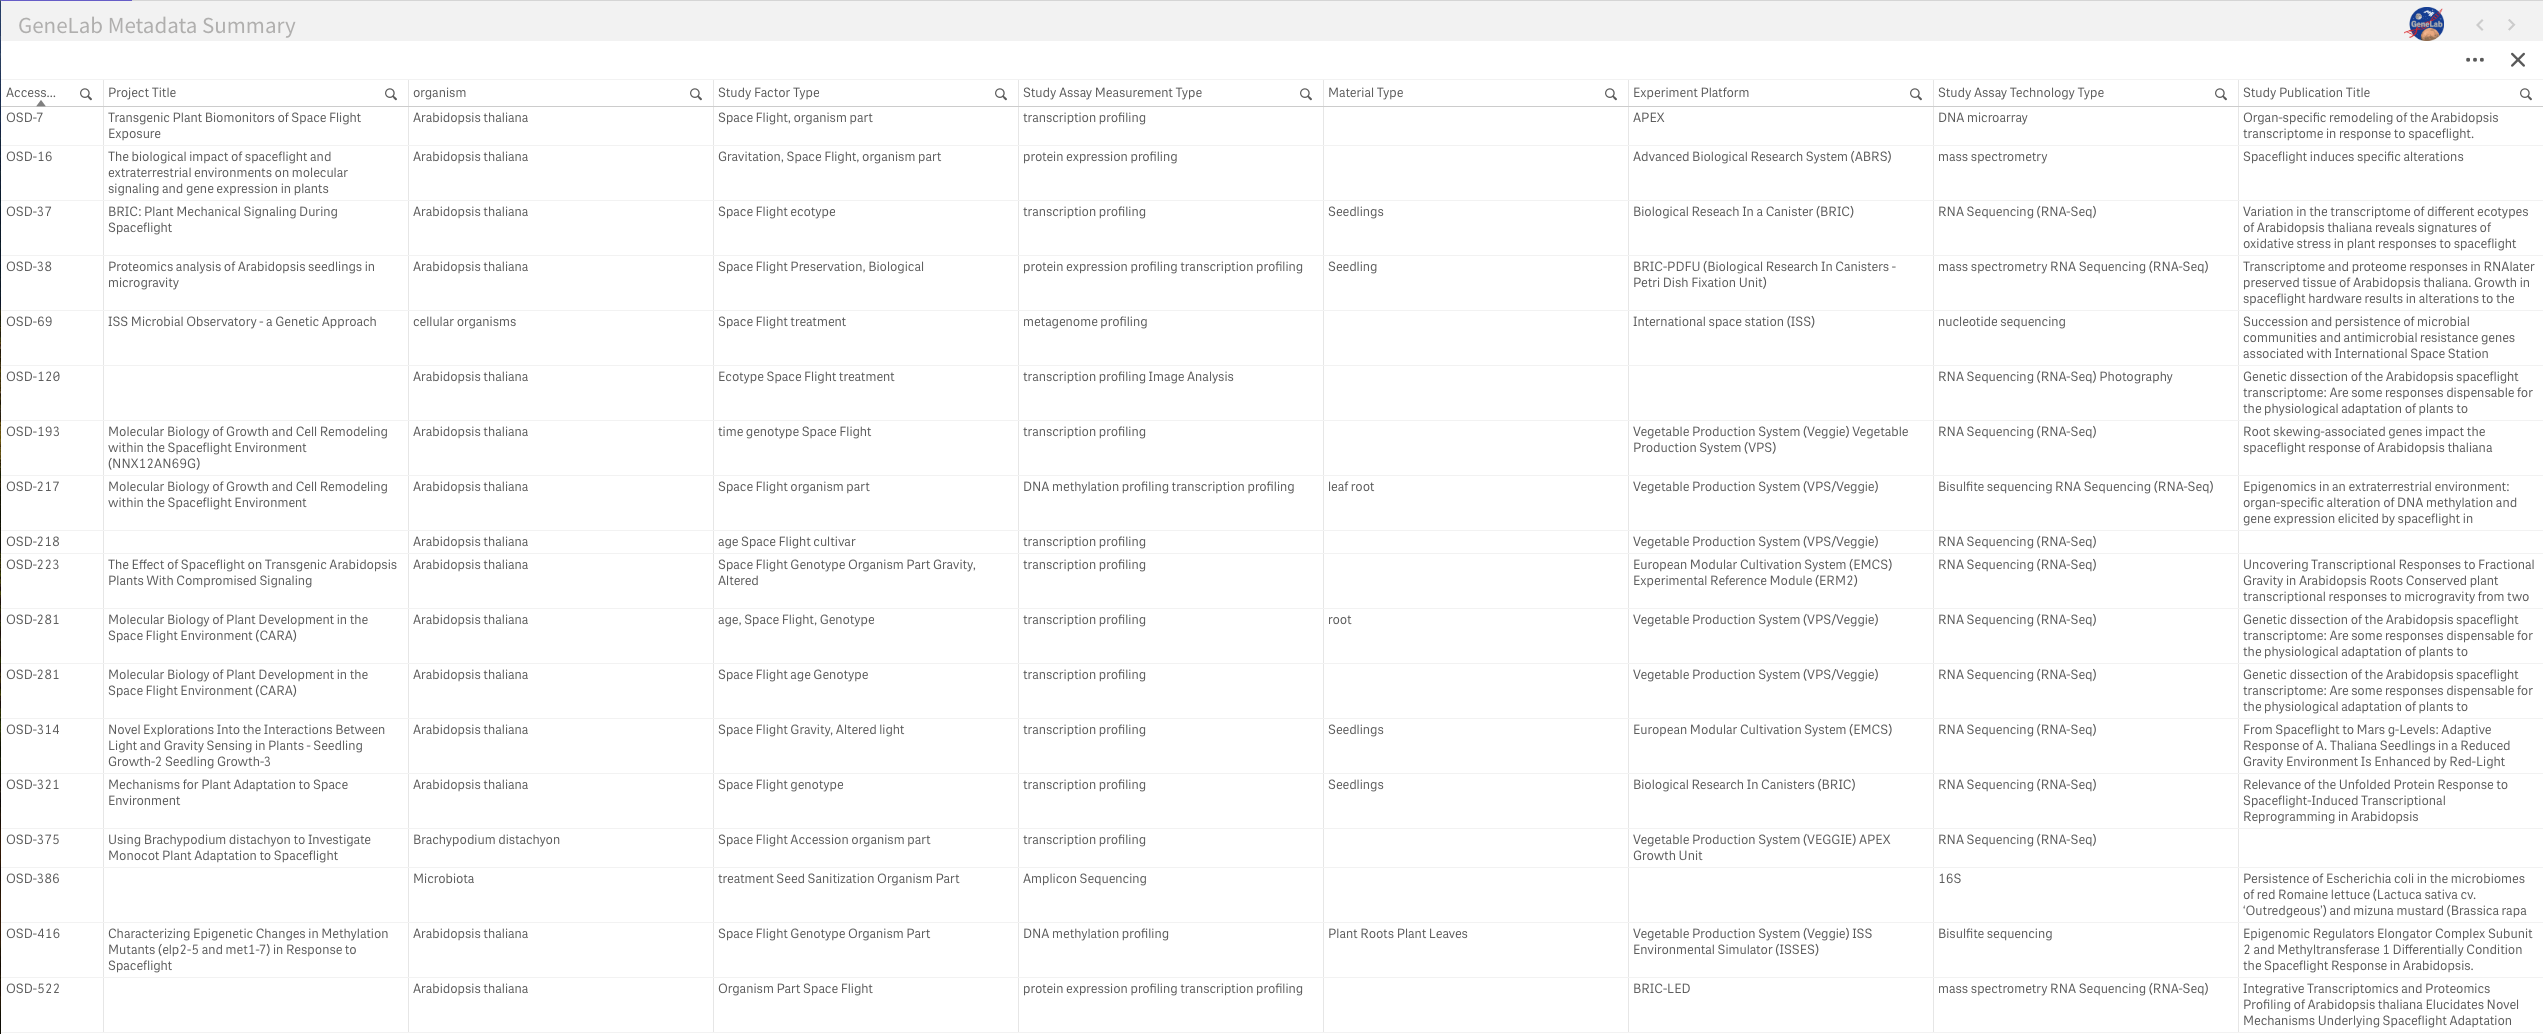 GeneLab Metadata Summary
GeneLab
Access... Project Title organism Study Factor Type Study Assay Measurement Type Material Type Experiment Platform Study Assay Technology Type Study Publication Title
OSD-7 Transgenic Plant Biomonitors of Space Flight Arabidopsis thaliana Space Flight, organism part transcription profiling APEX DNA microarray Organ-specific remodeling of the Arabidopsis
Exposure transcriptome in response to spaceflight.
OSD-16 The biological impact of spaceflight and Arabidopsis thaliana Gravitation, Space Flight, organism part protein expression profiling Advanced Biological Research System (ABRS) mass spectrometry Spaceflight induces specific alterations
extraterrestrial environments on molecular
signaling and gene expression in plants
OSD-37 BRIC: Plant Mechanical Signaling During Arabidopsis thaliana Space Flight ecotype transcription profiling Seedlings Biological Reseach In a Canister (BRIC) RNA Sequencing (RNA-Seq) Variation in the transcriptome of different ecotypes
Spaceflight of Arabidopsis thaliana reveals signatures of
oxidative stress in plant responses to spaceflight
OSD-38 Proteomics analysis of Arabidopsis seedlings in Arabidopsis thaliana Space Flight Preservation, Biological protein expression profiling transcription profiling Seedling BRIC-PDFU (Biological Research In Canisters - mass spectrometry RNA Sequencing (RNA-Seq) Transcriptome and proteome responses in RNAlater
microgravity Petri Dish Fixation Unit) preserved tissue of Arabidopsis thaliana. Growth in
spaceflight hardware results in alterations to the
OSD-69 ISS Microbial Observatory - a Genetic Approach cellular organisms Space Flight treatment metagenome profiling International space station (ISS) nucleotide sequencing Succession and persistence of microbial
communities and antimicrobial resistance genes
associated with International Space Station
OSD-120 Arabidopsis thaliana Ecotype Space Flight treatment transcription profiling Image Analysis RNA Sequencing (RNA-Seq) Photography Genetic dissection of the Arabidopsis spaceflight
transcriptome: Are some responses dispensable for
the physiological adaptation of plants to
OSD-193 Molecular Biology of Growth and Cell Remodeling Arabidopsis thaliana time genotype Space Flight transcription profiling Vegetable Production System (Veggie) Vegetable RNA Sequencing (RNA-Seq) Root skewing-associated genes impact the
within the Spaceflight Environment Production System (VPS) spaceflight response of Arabidopsis thaliana
(NNX12AN69G)
OSD-217 Molecular Biology of Growth and Cell Remodeling Arabidopsis thaliana Space Flight organism part DNA methylation profiling transcription profiling leaf root Vegetable Production System (VPS/Veggie) Bisulfite sequencing RNA Sequencing (RNA-Seq) Epigenomics in an extraterrestrial environment:
within the Spaceflight Environment organ-specific alteration of DNA methylation and
gene expression elicited by spaceflight in
OSD-218 Arabidopsis thaliana age Space Flight cultivar transcription profiling Vegetable Production System (VPS/Veggie) RNA Sequencing (RNA-Seq)
OSD-223 The Effect of Spaceflight on Transgenic Arabidopsis Arabidopsis thaliana Space Flight Genotype Organism Part Gravity, transcription profiling European Modular Cultivation System (EMCS) RNA Sequencing (RNA-Seq) Uncovering Transcriptional Responses to Fractional
Plants With Compromised Signaling Altered Experimental Reference Module (ERM2) Gravity in Arabidopsis Roots Conserved plant
transcriptional responses to microgravity from two
OSD-281 Molecular Biology of Plant Development in the Arabidopsis thaliana age, Space Flight, Genotype transcription profiling root Vegetable Production System (VPS/Veggie) RNA Sequencing (RNA-Seq) Genetic dissection of the Arabidopsis spaceflight
Space Flight Environment (CARA) transcriptome: Are some responses dispensable for
the physiological adaptation of plants to
OSD-281 Molecular Biology of Plant Development in the Arabidopsis thaliana Space Flight age Genotype transcription profiling Vegetable Production System (VPS/Veggie) RNA Sequencing (RNA-Seq) Genetic dissection of the Arabidopsis spaceflight
Space Flight Environment (CARA) transcriptome: Are some responses dispensable for
the physiological adaptation of plants to
OSD-314 Novel Explorations Into the Interactions Between Arabidopsis thaliana Space Flight Gravity, Altered light transcription profiling Seedlings European Modular Cultivation System (EMCS) RNA Sequencing (RNA-Seq) From Spaceflight to Mars g-Levels: Adaptive
Light and Gravity Sensing in Plants - Seedling Response of A. Thaliana Seedlings in a Reduced
Growth-2 Seedling Growth-3 Gravity Environment Is Enhanced by Red-Light
OSD-321 Mechanisms for Plant Adaptation to Space Arabidopsis thaliana Space Flight genotype transcription profiling Seedlings Biological Research In Canisters (BRIC) RNA Sequencing (RNA-Seq) Relevance of the Unfolded Protein Response to
Environment Spaceflight-Induced Transcriptional
Reprogramming in Arabidopsis
OSD-375 Using Brachypodium distachyon to Investigate Brachypodium distachyon Space Flight Accession organism part transcription profiling Vegetable Production System (VEGGIE) APEX RNA Sequencing (RNA-Seq)
Monocot Plant Adaptation to Spaceflight Growth Unit
OSD-386 Microbiota treatment Seed Sanitization Organism Part Amplicon Sequencing 16S Persistence of Escherichia coli in the microbiomes
of red Romaine lettuce (Lactuca sativa cv.
‘Outredgeous’) and mizuna mustard (Brassica rapa
OSD-416 Characterizing Epigenetic Changes in Methylation Arabidopsis thaliana Space Flight Genotype Organism Part DNA methylation profiling Plant Roots Plant Leaves Vegetable Production System (Veggie) ISS Bisulfite sequencing Epigenomic Regulators Elongator Complex Subunit
Mutants (elp2-5 and met1-7) in Response to Environmental Simulator (ISSES) 2 and Methyltransferase 1 Differentially Condition
Spaceflight the Spaceflight Response in Arabidopsis.
OSD-522 Arabidopsis thaliana Organism Part Space Flight protein expression profiling transcription profiling BRIC-LED mass spectrometry RNA Sequencing (RNA-Seq) Integrative Transcriptomics and Proteomics
Profiling of Arabidopsis thaliana Elucidates Novel
Mechanisms Underlying Spaceflight Adaptation